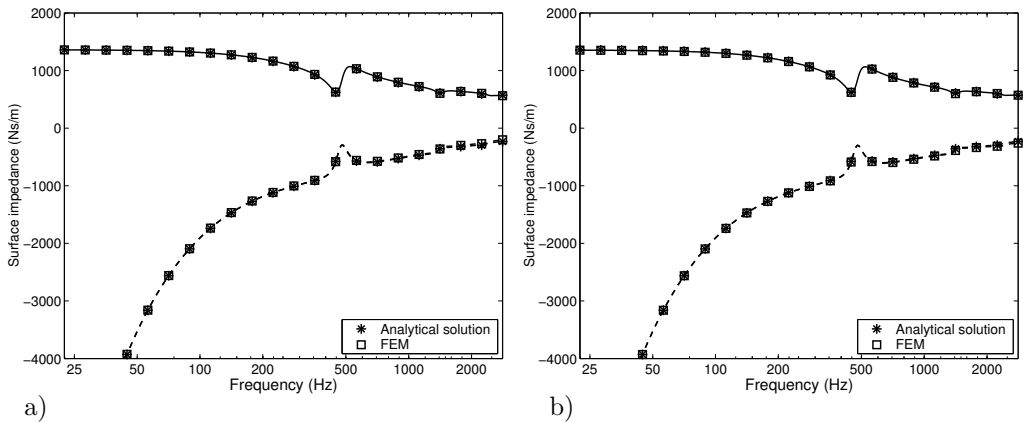 2000
1000
0
−1000
−2000
−3000
−4000
Surface impedance (Ns/m)
25 50 100 200 500 1000 2000
Frequency (Hz)
Analytical solution
FEM
a)
2000
1000
0
−1000
−2000
−3000
−4000
Surface impedance (Ns/m)
25 50 100 200 500 1000 2000
Frequency (Hz)
Analytical solution
FEM
b)